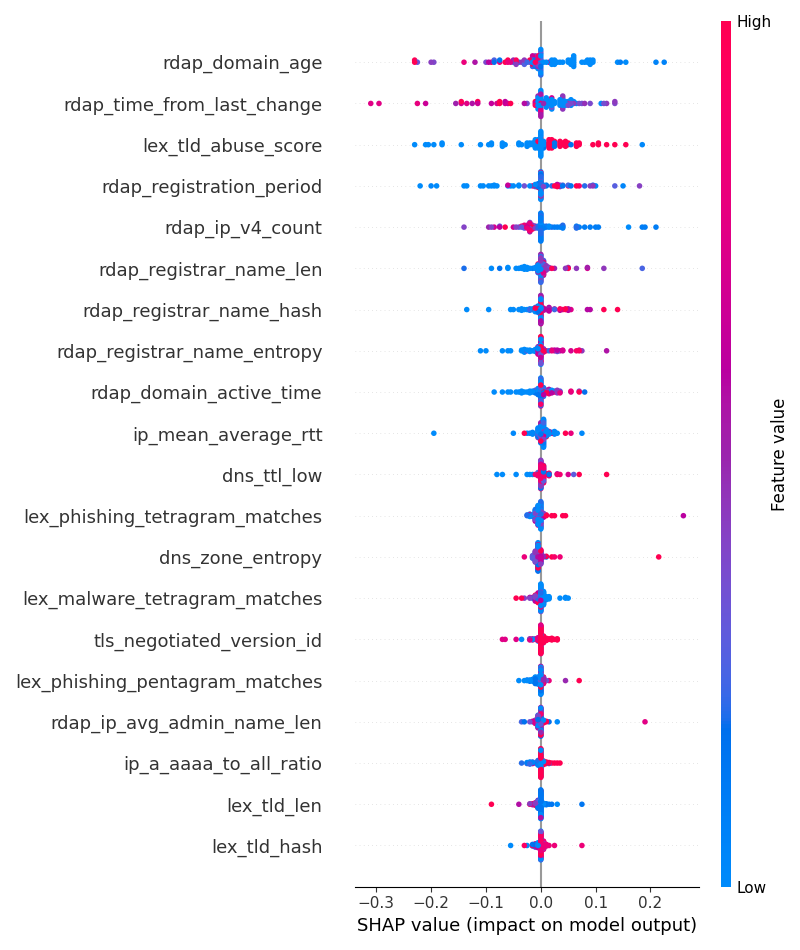 High
rdap_domain_age
rdap_time_from_last_change
lex_tld_abuse_score
rdap_registration_period
rdap_ip_v4_count
rdap_registrar_name_len
rdap_registrar_name_hash
rdap_registrar_name_entropy
rdap_domain_active_time
ip_mean_average_rtt
dns_ttl_low
lex_phishing_tetragram_matches
dns_zone_entropy
lex_malware_tetragram_matches
tls_negotiated_version_id
lex_phishing_pentagram_matches
rdap_ip_avg_admin_name_len
ip_a_aaaa_to_all_ratio
lex_tld_len
lex_tld_hash
Feature value
Low
−0.3 −0.2 −0.1 0.0 0.1 0.2
SHAP value (impact on model output)